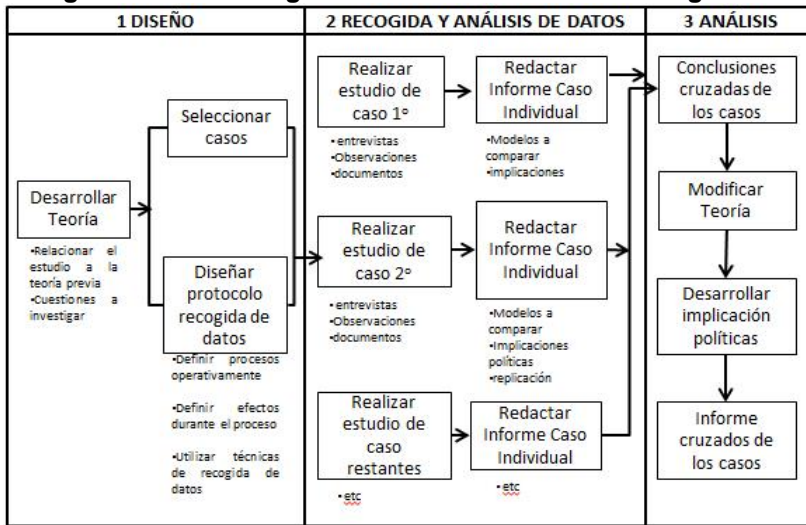 1 DISEÑO
2 RECOGIDA Y ANÁLISIS DE DATOS
3 ANÁLISIS
Desarrollar
Teoría
•Relacionar el
estudio a la
teoría previa
•Cuestiones a
investigar
Seleccionar
casos
Diseñar
protocolo
recogida de
datos
•Definir procesos
operativamente
•Definir efectos
durante el proceso
•Utilizar técnicas
de recogida de
datos
Realizar
estudio de
caso 1º
•entrevistas
•Observaciones
•documentos
Redactar
Informe Caso
Individual
•Modelos a
comparar
•implicaciones
Realizar
estudio de
caso 2º
•entrevistas
•Observaciones
•documentos
Redactar
Informe Caso
Individual
•Modelos a
comparar
•Implicaciones
políticas
•replicación
Realizar
estudio de
caso
restantes
•etc
Redactar
Informe Caso
Individual
•etc
Conclusiones
cruzadas de
los casos
Modificar
Teoría
Desarrollar
implicación
políticas
Informe
cruzados de
los casos